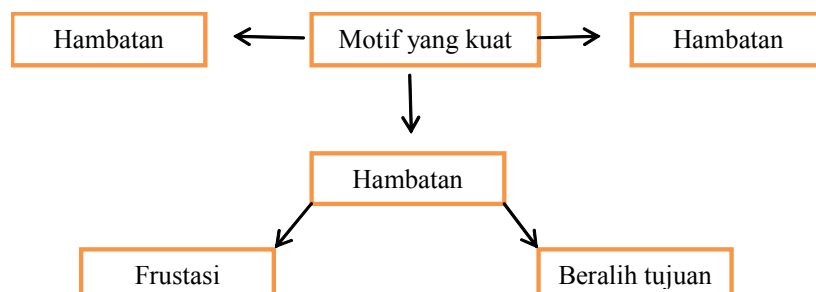 Hambatan
Motif yang kuat
Hambatan
Hambatan
Frustasi
Beralih tujuan